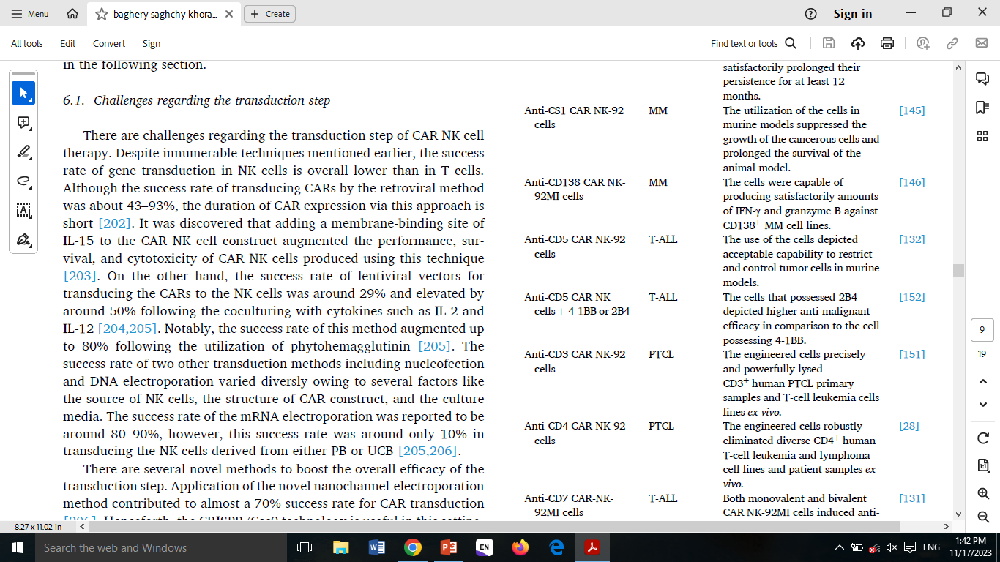 Menu
baghery-saghchy-khora...
Create
Sign in
All tools
Edit
Convert
Sign
Find text or tools
in the following section.
6.1. Challenges regarding the transduction step
There are challenges regarding the transduction step of CAR NK cell
therapy. Despite innumerable techniques mentioned earlier, the success
rate of gene transduction in NK cells is overall lower than in T cells.
Although the success rate of transducing CARs by the retroviral method
was about 43–93%, the duration of CAR expression via this approach is
short [202]. It was discovered that adding a membrane-binding site of
IL-15 to the CAR NK cell construct augmented the performance, sur-
vival, and cytotoxicity of CAR NK cells produced using this technique
[203]. On the other hand, the success rate of lentiviral vectors for
transducing the CARs to the NK cells was around 29% and elevated by
around 50% following the coculturing with cytokines such as IL-2 and
IL-12 [204,205]. Notably, the success rate of this method augmented up
to 80% following the utilization of phytohemagglutinin [205]. The
success rate of two other transduction methods including nucleofection
and DNA electroporation varied diversly owing to several factors like
the source of NK cells, the structure of CAR construct, and the culture
media. The success rate of the mRNA electroporation was reported to be
around 80–90%, however, this success rate was around only 10% in
transducing the NK cells derived from either PB or UCB [205,206].
There are several novel methods to boost the overall efficacy of the
transduction step. Application of the novel nanochannel-electroporation
method contributed to almost a 70% success rate for CAR transduction
[206]. Henceforth, the CRISPR/Cas9 technology is useful in this setting
satisfactorily prolonged their
persistence for at least 12
months.
Anti-CS1 CAR NK-92 MM The utilization of the cells in [145]
cells murine models suppressed the
growth of the cancerous cells and
prolonged the survival of the
animal model.
Anti-CD138 CAR NK- MM The cells were capable of [146]
92MI cells producing satisfactorily amounts
of IFN-γ and granzyme B against
CD138+ MM cell lines.
Anti-CD5 CAR NK-92 T-ALL The use of the cells depicted [132]
cells acceptable capability to restrict
and control tumor cells in murine
models.
Anti-CD5 CAR NK T-ALL The cells that possessed 2B4 [152]
cells + 4-1BB or 2B4 depicted higher anti-malignant
efficacy in comparison to the cell
possessing 4-1BB.
Anti-CD3 CAR NK-92 PTCL The engineered cells precisely [151]
cells and powerfully lysed
CD3+ human PTCL primary
samples and T-cell leukemia cells
lines ex vivo.
Anti-CD4 CAR NK-92 PTCL The engineered cells robustly [28]
cells eliminated diverse CD4+ human
T-cell leukemia and lymphoma
cell lines and patient samples ex
vivo.
Anti-CD7 CAR-NK- T-ALL Both monovalent and bivalent [131]
92MI cells CAR NK-92MI cells induced anti-
9
19
1:1
8.27 x 11.02 in
Search the web and Windows
EN
ENG
1:42 PM
11/17/2023